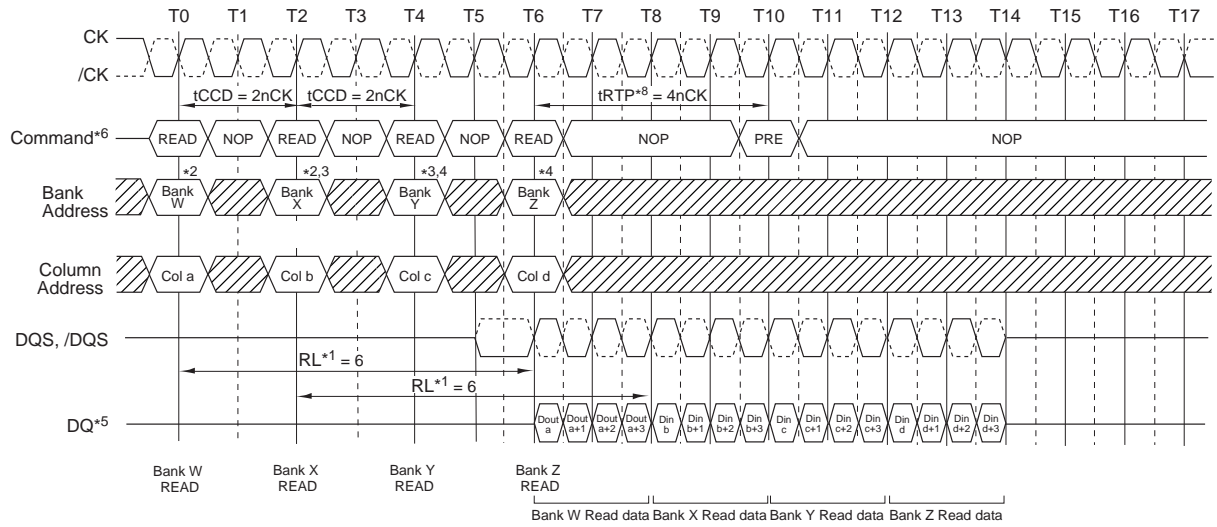 T0 T1 T2 T3 T4 T5 T6 T7 T8 T9 T10 T11 T12 T13 T14 T15 T16 T17
CK
/CK
tCCD = 2nCK tCCD = 2nCK tRTP*8 = 4nCK
Command*6 READ NOP READ NOP READ NOP READ NOP PRE NOP
*2 *2,3 *3,4 *4
Bank Address Bank W Bank X Bank Y Bank Z
Column Address Col a Col b Col c Col d
DQS, /DQS
RL*1 = 6
RL*1 = 6
DQ*5 Dout a Dout a+1 Dout a+2 Dout a+3 Din b Din b+1 Din b+2 Din b+3 Din c Din c+1 Din c+2 Din c+3 Din d Din d+1 Din d+2 Din d+3
Bank W READ Bank X READ Bank Y READ Bank Z READ
Bank W Read data Bank X Read data Bank Y Read data Bank Z Read data